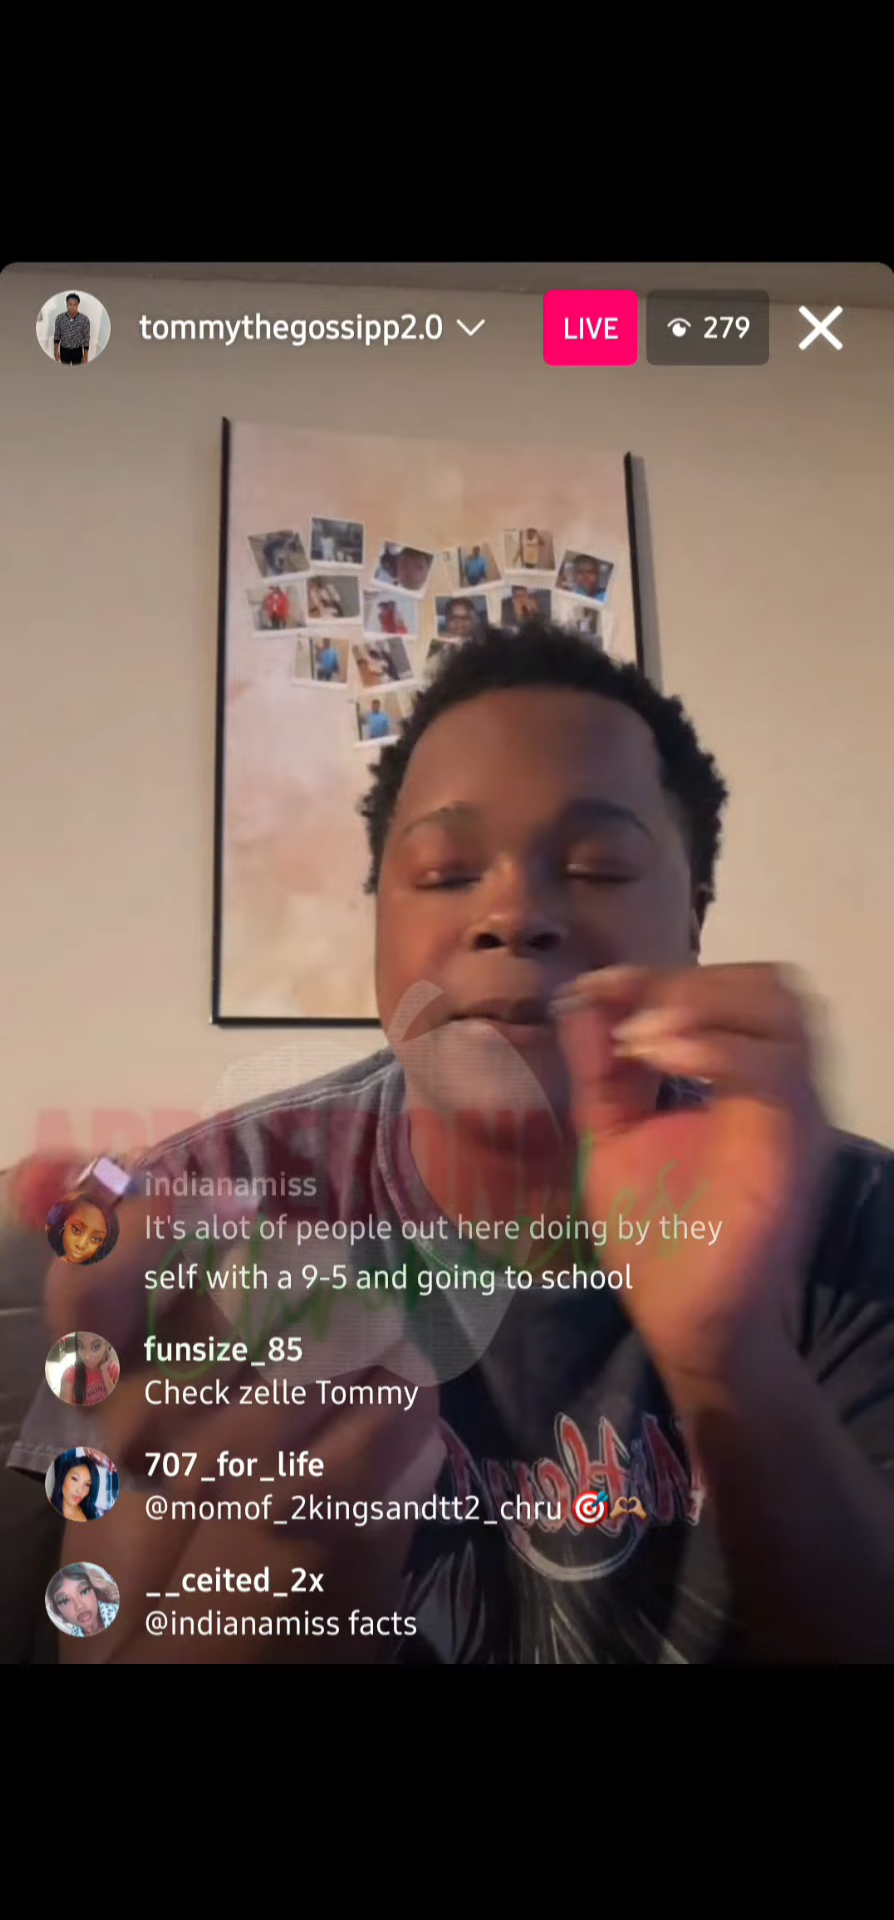 tommythegossipp2.0
LIVE
279
indianamiss
It's alot of people out here doing by they
self with a 9-5 and going to school
funsize_85
Check zelle Tommy
707_for_life
@momof_2kingsandtt2_chru 🎯🫶
__ceited_2x
@indianamiss facts